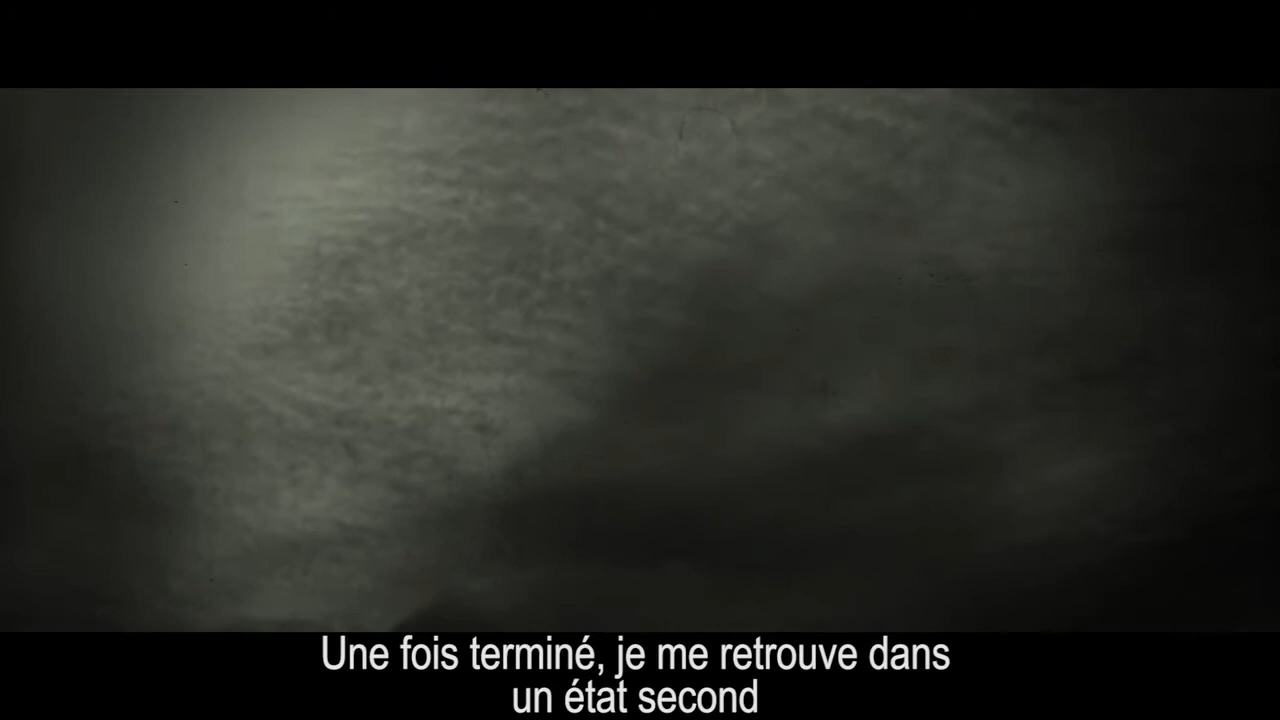 Une fois terminé, je me retrouve dans
un état second